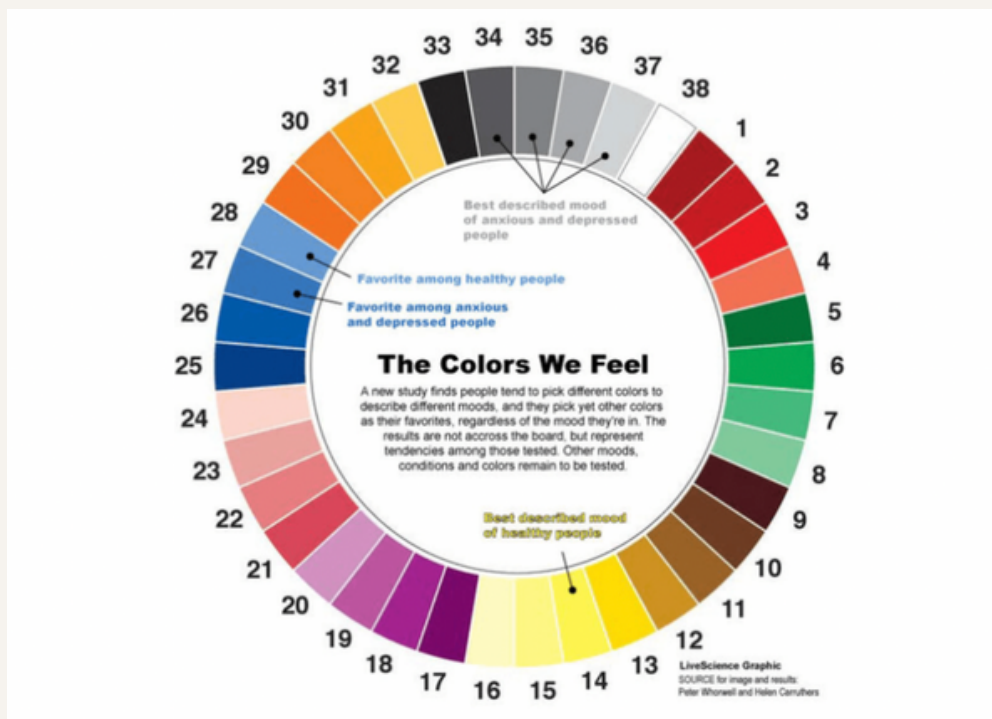 33
34
35
36
37
38
32
31
30
29
28
27
26
25
24
23
22
21
20
19
18
17
16
15
14
13
12
11
10
9
8
7
6
5
4
3
2
1
Best described mood
of anxious and depressed
people
Favorite among healthy people
Favorite among anxious
and depressed people
The Colors We Feel
A new study finds people tend to pick different colors to
describe different moods, and they pick yet other colors
as their favorites, regardless of the mood they're in. The
results are not accross the board, but represent
tendencies among those tested. Other moods,
conditions and colors remain to be tested.
Best described mood
of healthy people
LiveScience Graphic
SOURCE for image and results:
Peter Whorwell and Helen Carruthers